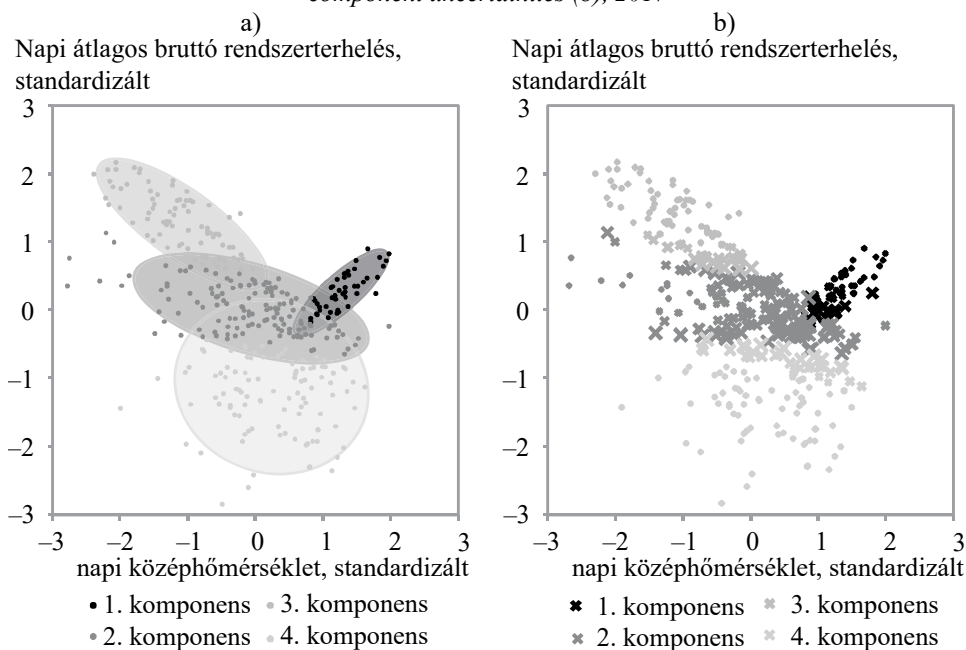 component uncertainties (b), 2017
a)
Napi átlagos bruttó rendszerterhelés,
standardizált
3
2
1
0
–1
–2
–3
–3
–2
–1
0
1
2
3
napi középhőmérséklet, standardizált
1. komponens
3. komponens
2. komponens
4. komponens
b)
Napi átlagos bruttó rendszerterhelés,
standardizált
3
2
1
0
–1
–2
–3
–3
–2
–1
0
1
2
3
napi középhőmérséklet, standardizált
1. komponens
3. komponens
2. komponens
4. komponens